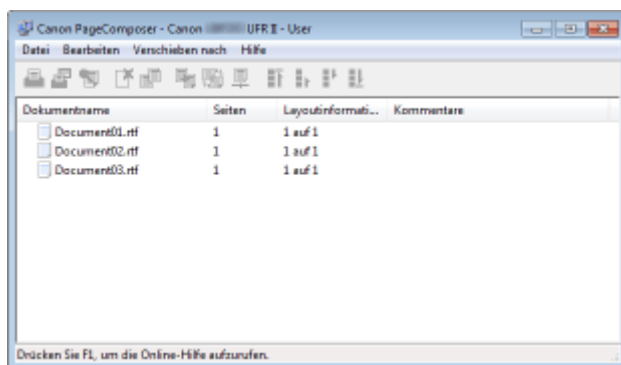 Canon PageComposer - Canon UFR II - User
Datei Bearbeiten Verschieben nach Hilfe
Dokumentname Seiten Layoutinformati... Kommentare
Document01.rtf 1 1 auf 1
Document02.rtf 1 1 auf 1
Document03.rtf 1 1 auf 1
Drücken Sie F1, um die Online-Hilfe aufzurufen.